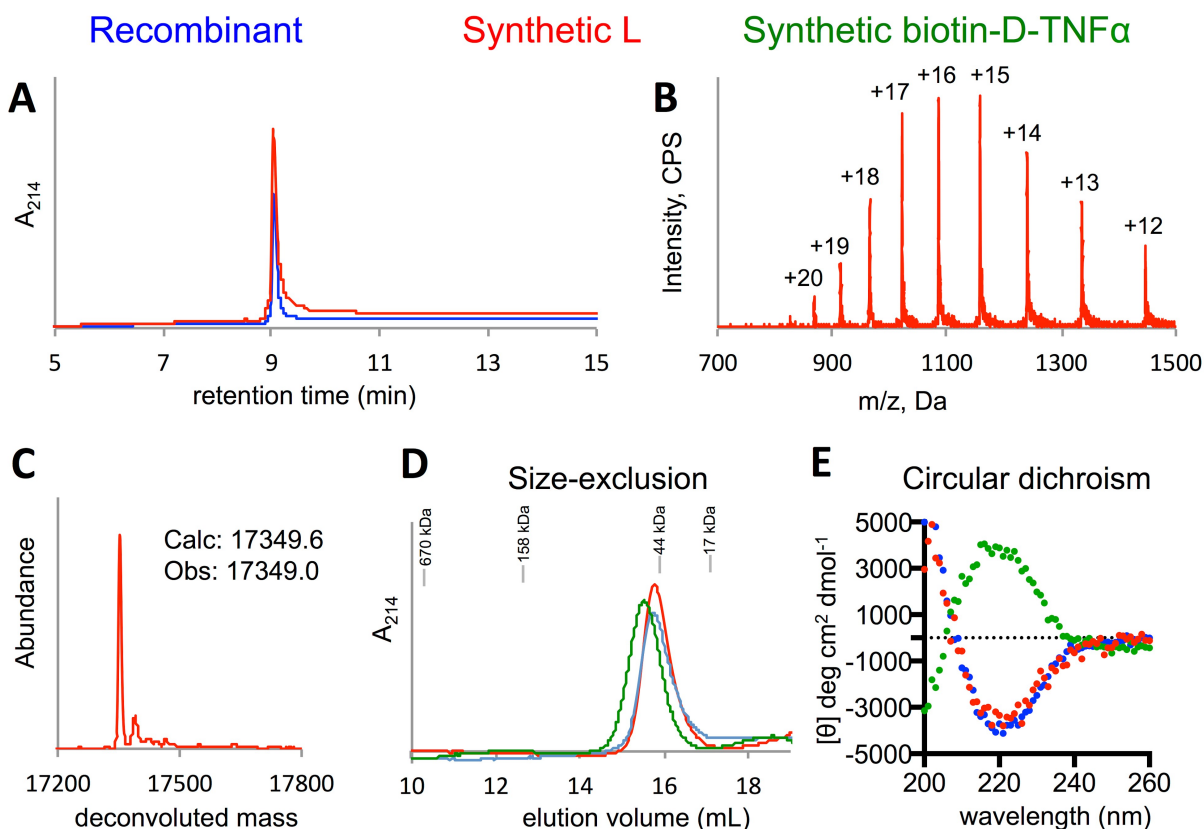 Recombinant
Synthetic L
Synthetic biotin-D-TNFα
A
A214
5 7 9 11 13 15
retention time (min)
B
Intensity, CPS
+20
+19
+18
+17
+16
+15
+14
+13
+12
700 900 1100 1300 1500
m/z, Da
C
Abundance
Calc: 17349.6
Obs: 17349.0
17200 17500 17800
deconvoluted mass
D
Size-exclusion
A214
670 kDa
158 kDa
44 kDa
17 kDa
10 12 14 16 18
elution volume (mL)
E
Circular dichroism
[θ] deg cm² dmol⁻¹
5000
3000
1000
-1000
-3000
-5000
200 220 240 260
wavelength (nm)